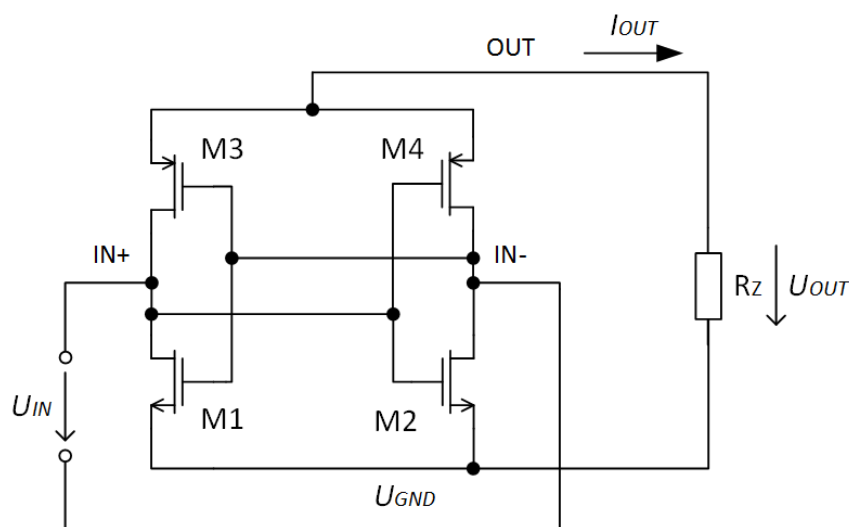 IOUT
OUT
M3
M4
IN+
IN-
RZ
UOUT
UIN
M1
M2
UGND